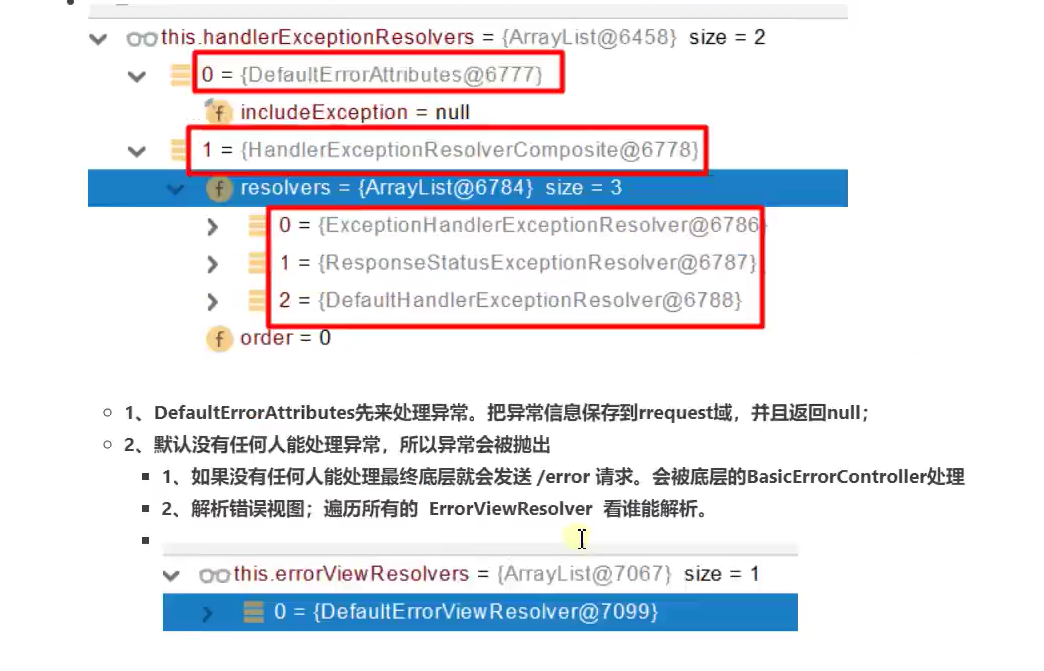 this.handlerExceptionResolvers = {ArrayList@6458} size = 2
0 = {DefaultErrorAttributes@6777}
f includeException = null
1 = {HandlerExceptionResolverComposite@6778}
f resolvers = {ArrayList@6784} size = 3
0 = {ExceptionHandlerExceptionResolver@6786
1 = {ResponseStatusExceptionResolver@6787}
2 = {DefaultHandlerExceptionResolver@6788}
f order = 0
1、DefaultErrorAttributes先来处理异常。把异常信息保存到rrequest域，并且返回null；
2、默认没有任何人能处理异常，所以异常会被抛出
1、如果没有任何人能处理最终底层就会发送 /error 请求。会被底层的BasicErrorController处理
2、解析错误视图；遍历所有的 ErrorViewResolver 看谁能解析。
this.errorViewResolvers = {ArrayList@7067} size = 1
0 = {DefaultErrorViewResolver@7099}